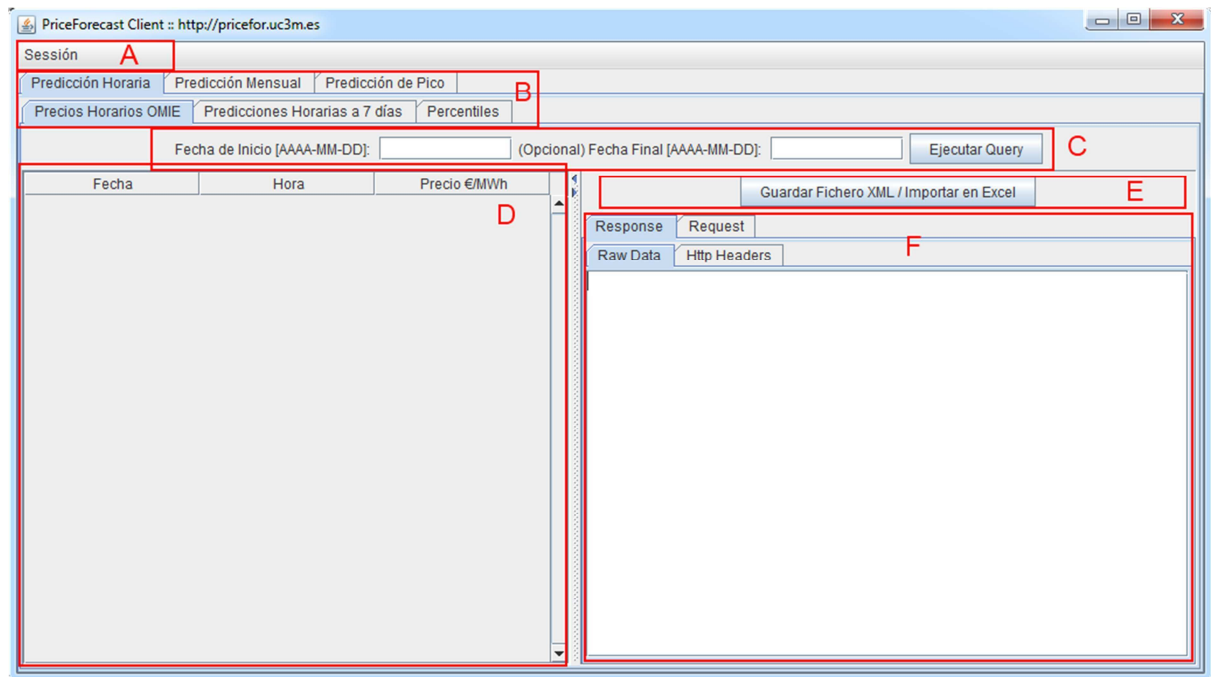 PriceForecast Client :: http://pricefor.uc3m.es
Sessión A
Predicción Horaria Predicción Mensual Predicción de Pico B
Precios Horarios OMIE Predicciones Horarias a 7 días Percentiles
Fecha de Inicio [AAAA-MM-DD]: (Opcional) Fecha Final [AAAA-MM-DD]: Ejecutar Query C
Fecha Hora Precio €/MWh
D
Guardar Fichero XML / Importar en Excel E
Response Request
F
Raw Data Http Headers